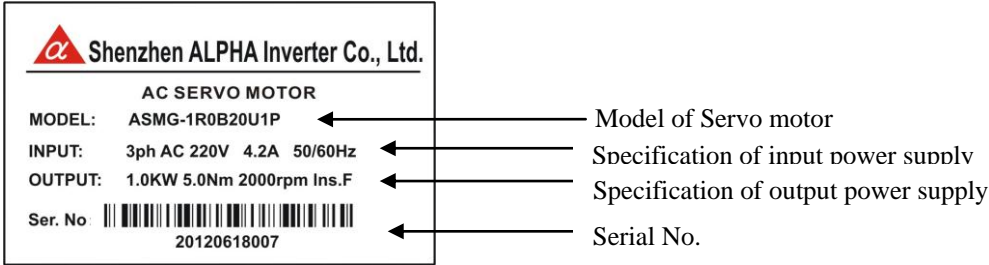 α Shenzhen ALPHA Inverter Co., Ltd.
AC SERVO MOTOR
MODEL: ASMG-1R0B20U1P
Model of Servo motor
INPUT: 3ph AC 220V 4.2A 50/60Hz
Specification of input power supply
OUTPUT: 1.0KW 5.0Nm 2000rpm Ins.F
Specification of output power supply
Ser. No:
Serial No.
20120618007